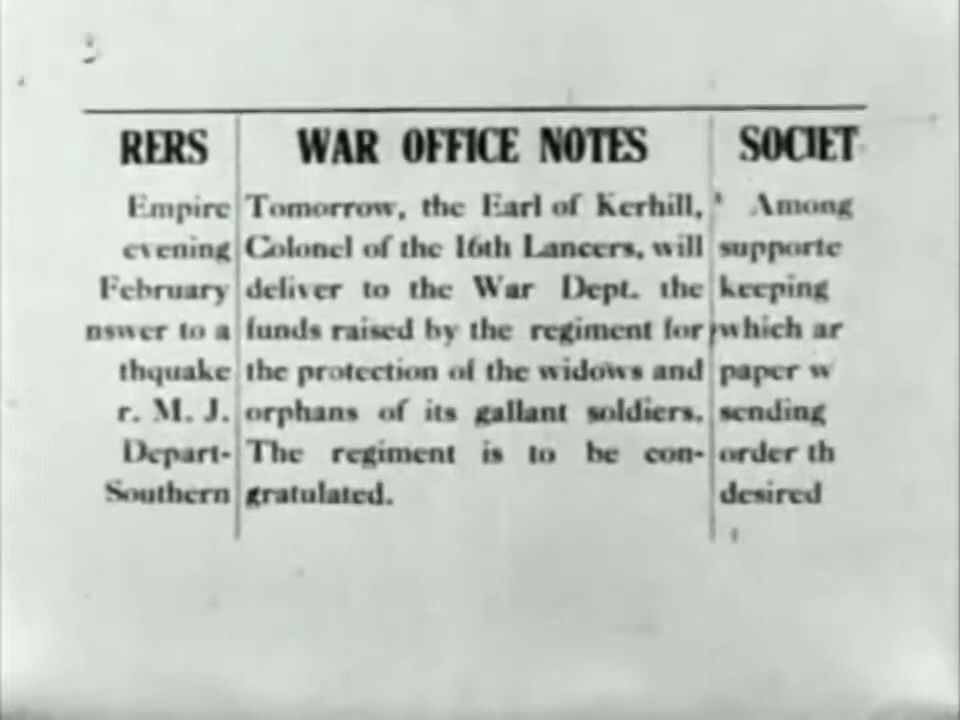 RERS
Empire
evening
February
nswer to a
thquake
r. M. J.
Depart-
Southern
WAR OFFICE NOTES
Tomorrow, the Earl of Kerhill,
Colonel of the 16th Lancers, will
deliver to the War Dept. the
funds raised by the regiment for
the protection of the widows and
orphans of its gallant soldiers.
The regiment is to be con-
gratulated.
SOCIET
Among
supporte
keeping
which ar
paper w
sending
order th
desired